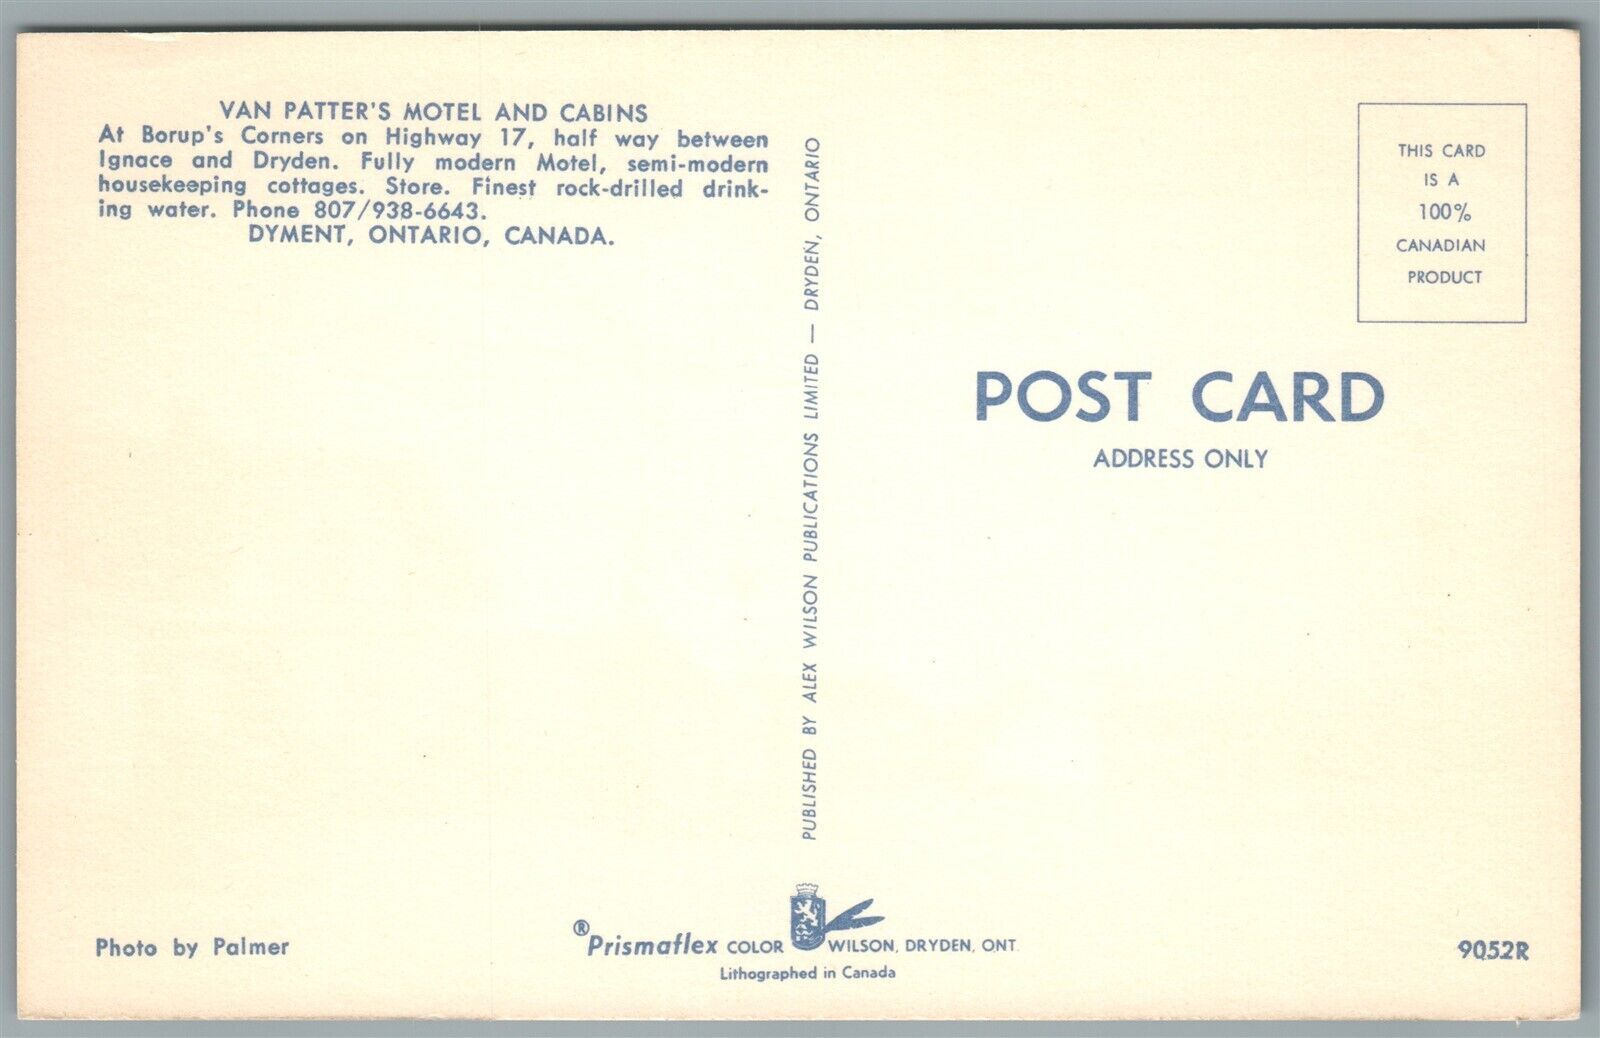 VAN PATTER'S MOTEL AND CABINS
At Borup's Corners on Highway 17, half way between
Ignace and Dryden. Fully modern Motel, semi-modern
housekeeping cottages. Store. Finest rock-drilled drink-
ing water. Phone 807/938-6643.
DYMENT, ONTARIO, CANADA.
PUBLISHED BY ALEX WILSON PUBLICATIONS LIMITED — DRYDEN, ONTARIO
THIS CARD
IS A
100%
CANADIAN
PRODUCT
POST CARD
ADDRESS ONLY
Photo by Palmer
®Prismaflex COLOR WILSON, DRYDEN, ONT.
Lithographed in Canada
9052R